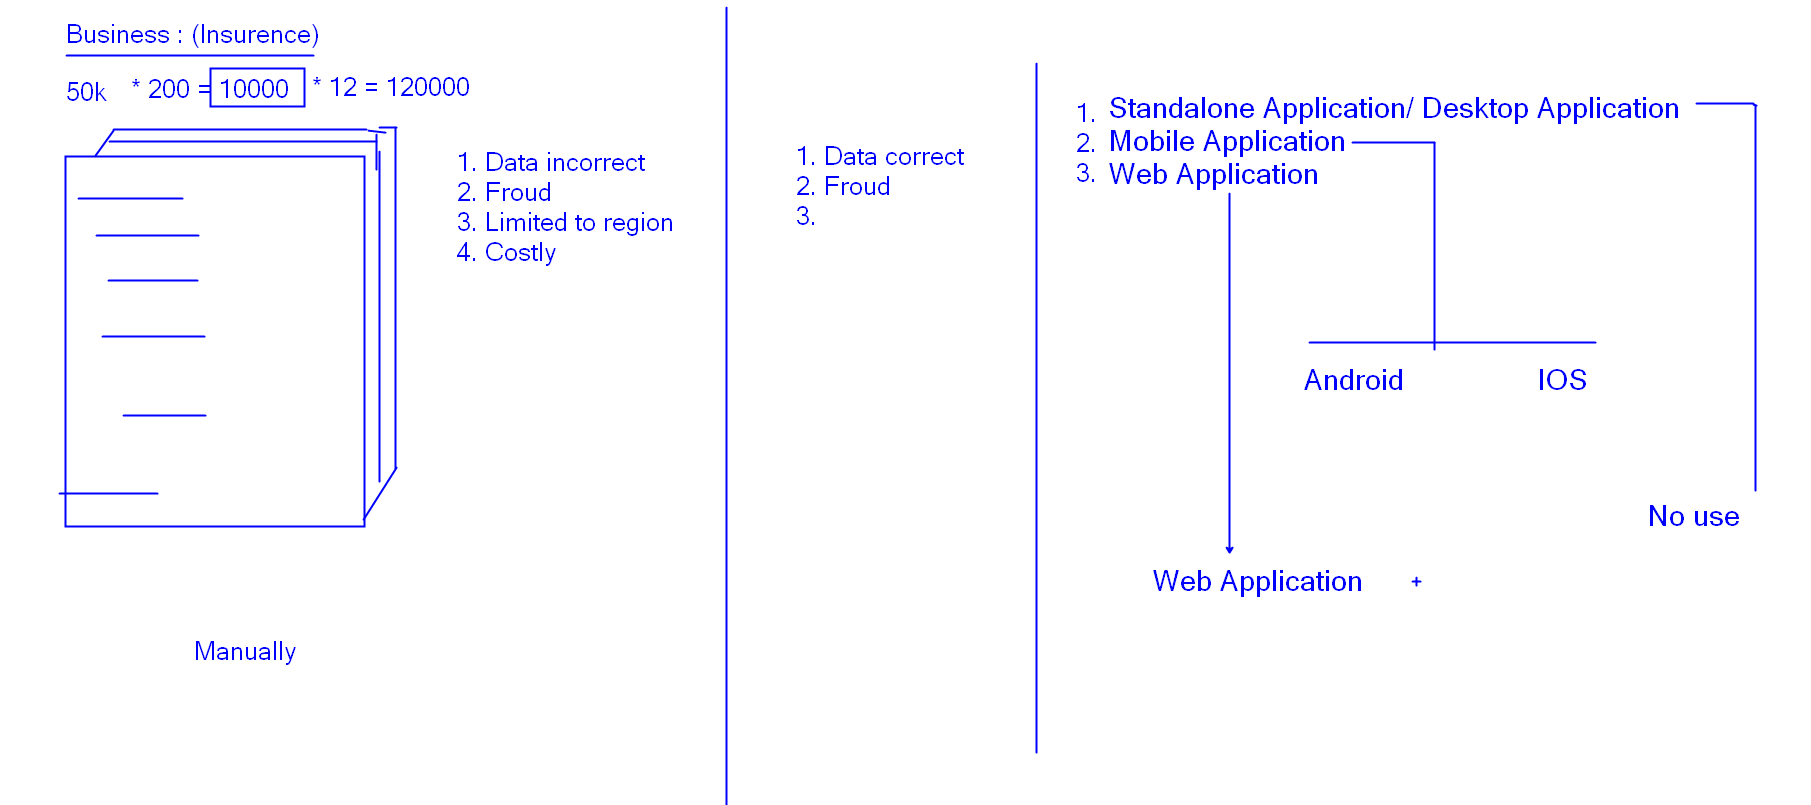 Business : (Insurence)
50k * 200 = 10000 * 12 = 120000
1. Data incorrect
2. Froud
3. Limited to region
4. Costly
Manually
1. Data correct
2. Froud
3.
1. Standalone Application/ Desktop Application
2. Mobile Application
3. Web Application
Android IOS
No use
Web Application +